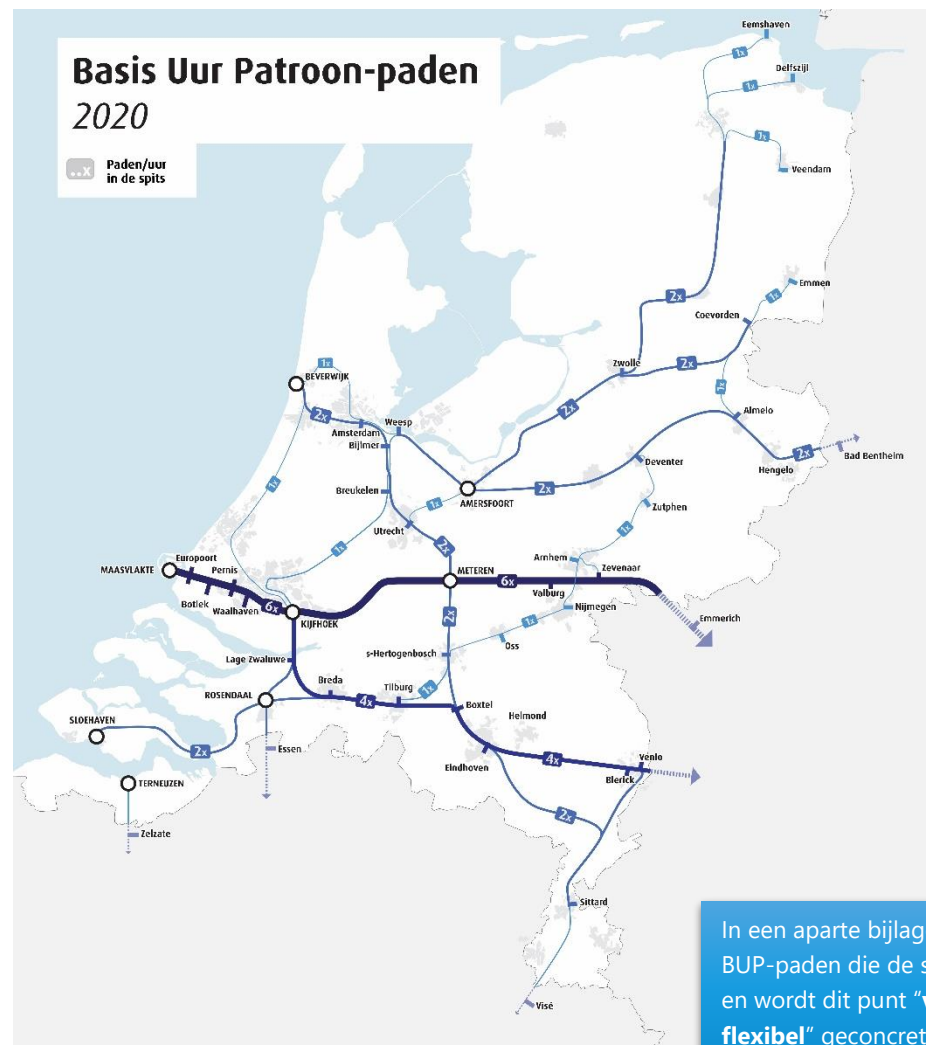 Basis Uur Patroon-paden
2020
..x Paden/uur
in de spits
Eemshaven
1x
Delfszijl
1x
1x
Veendam
2x
Emmen
1x
Coevorden
Zwolle
2x
1x
BEVERWIJK
2x
Amsterdam
Bijlmer
Weesp
2x
1x
Almelo
Bad Bentheim
2x
Hengelo
Deventer
2x
Breukelen
AMERSFOORT
1x
1x
Utrecht
1x
2x
Zutphen
1x
Arnhem
Zevenaar
Europoort
MAASVLAKTE
Pernis
METEREN
6x
Valburg
Botlek
Waalhaven
6x
KIJFHOEK
Nijmegen
Emmerich
2x
1x
Oss
Lage Zwaluwe
s-Hertogenbosch
Breda
Tilburg
1x
ROSENDAAL
4x
Boxtel
SLOEHAVEN
Helmond
2x
Essen
Eindhoven
4x
Venlo
Blerick
TERNEUZEN
2x
Zelzate
Sittard
Visé
In een aparte bijlag
BUP-paden die de s
en wordt dit punt "v
flexibel" geconcret